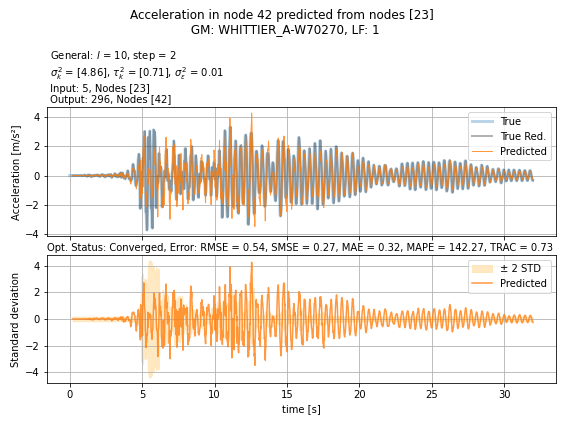 Acceleration in node 42 predicted from nodes [23]
GM: WHITTIER_A-W70270, LF: 1
General: l = 10, step = 2
σ²ₖ = [4.86], τ²ₖ = [0.71], σ²ε = 0.01
Input: 5, Nodes [23]
Output: 296, Nodes [42]
Acceleration [m/s²]
4
2
0
−2
−4
True
True Red.
Predicted
Opt. Status: Converged, Error: RMSE = 0.54, SMSE = 0.27, MAE = 0.32, MAPE = 142.27, TRAC = 0.73
Standard deviation
4
2
0
−2
−4
± 2 STD
Predicted
0 5 10 15 20 25 30
time [s]